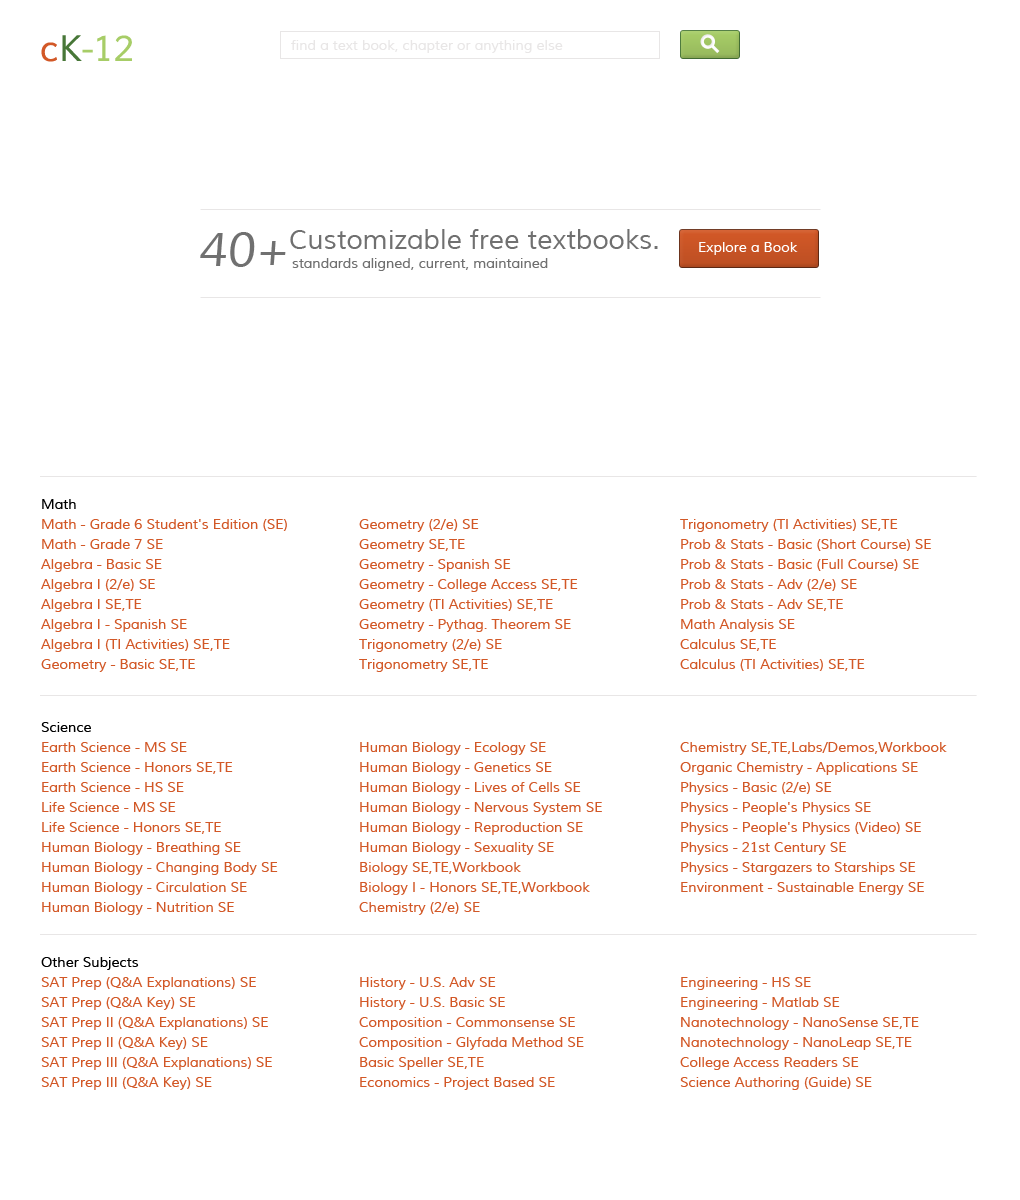 cK-12
find a text book, chapter or anything else
40+
Customizable free textbooks.
standards aligned, current, maintained
Explore a Book
Math
Math - Grade 6 Student's Edition (SE)
Math - Grade 7 SE
Algebra - Basic SE
Algebra I (2/e) SE
Algebra I SE,TE
Algebra I - Spanish SE
Algebra I (TI Activities) SE,TE
Geometry - Basic SE,TE
Geometry (2/e) SE
Geometry SE,TE
Geometry - Spanish SE
Geometry - College Access SE,TE
Geometry (TI Activities) SE,TE
Geometry - Pythag. Theorem SE
Trigonometry (2/e) SE
Trigonometry SE,TE
Trigonometry (TI Activities) SE,TE
Prob & Stats - Basic (Short Course) SE
Prob & Stats - Basic (Full Course) SE
Prob & Stats - Adv (2/e) SE
Prob & Stats - Adv SE,TE
Math Analysis SE
Calculus SE,TE
Calculus (TI Activities) SE,TE
Science
Earth Science - MS SE
Earth Science - Honors SE,TE
Earth Science - HS SE
Life Science - MS SE
Life Science - Honors SE,TE
Human Biology - Breathing SE
Human Biology - Changing Body SE
Human Biology - Circulation SE
Human Biology - Nutrition SE
Human Biology - Ecology SE
Human Biology - Genetics SE
Human Biology - Lives of Cells SE
Human Biology - Nervous System SE
Human Biology - Reproduction SE
Human Biology - Sexuality SE
Biology SE,TE,Workbook
Biology I - Honors SE,TE,Workbook
Chemistry (2/e) SE
Chemistry SE,TE,Labs/Demos,Workbook
Organic Chemistry - Applications SE
Physics - Basic (2/e) SE
Physics - People's Physics SE
Physics - People's Physics (Video) SE
Physics - 21st Century SE
Physics - Stargazers to Starships SE
Environment - Sustainable Energy SE
Other Subjects
SAT Prep (Q&A Explanations) SE
SAT Prep (Q&A Key) SE
SAT Prep II (Q&A Explanations) SE
SAT Prep II (Q&A Key) SE
SAT Prep III (Q&A Explanations) SE
SAT Prep III (Q&A Key) SE
History - U.S. Adv SE
History - U.S. Basic SE
Composition - Commonsense SE
Composition - Glyfada Method SE
Basic Speller SE,TE
Economics - Project Based SE
Engineering - HS SE
Engineering - Matlab SE
Nanotechnology - NanoSense SE,TE
Nanotechnology - NanoLeap SE,TE
College Access Readers SE
Science Authoring (Guide) SE